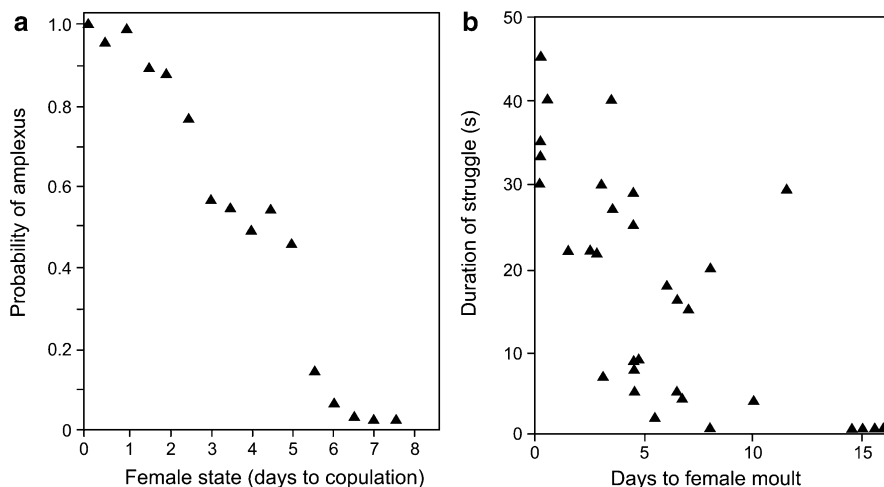 a
Probability of amplexus
1.0
0.8
0.6
0.4
0.2
0
0 1 2 3 4 5 6 7 8
Female state (days to copulation)
b
Duration of struggle (s)
50
40
30
20
10
0
0 5 10 15
Days to female moult